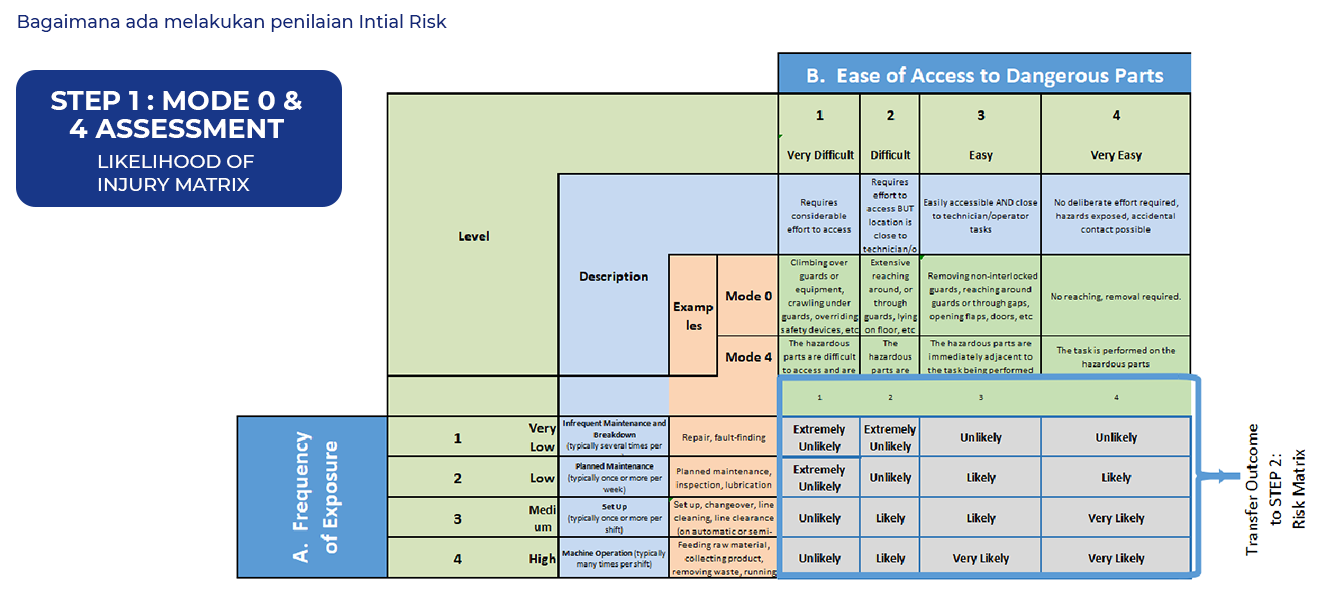 Bagaimana ada melakukan penilaian Intial Risk
STEP 1 : MODE 0 &
4 ASSESSMENT
LIKELIHOOD OF
INJURY MATRIX
B. Ease of Access to Dangerous Parts
1
2
3
4
Very Difficult
Difficult
Easy
Very Easy
Level
Description
Requires
considerable
effort to access
Requires
effort to
access BUT
location is
close to
technician/o
Easily accessible AND close
to technician/operator
tasks
No deliberate effort required,
hazards exposed, accidental
contact possible
Examp
les
Mode 0
Climbing over
guards or
equipment,
crawling under
guards, overriding
safety devices, etc
Extensive
reaching
around, or
through
guards, lying
on floor, etc
Removing non-interlocked
guards, reaching around
guards or through gaps,
opening flaps, doors, etc
No reaching, removal required.
Mode 4
The hazardous
parts are difficult
to access and are
The
hazardous
parts are
The hazardous parts are
immediately adjacent to
the task being performed
The task is performed on the
hazardous parts
1
2
3
4
A. Frequency
of Exposure
1
Very
Low
Infrequent Maintenance and
Breakdown
(typically several times per
Repair, fault-finding
Extremely
Unlikely
Extremely
Unlikely
Unlikely
Unlikely
2
Low
Planned Maintenance
(typically once or more per
week)
Planned maintenance,
inspection, lubrication
Extremely
Unlikely
Unlikely
Likely
Likely
3
Medi
um
Set Up
(typically once or more per
shift)
Set up, changeover, line
cleaning, line clearance
(on automatic or semi-
Unlikely
Likely
Likely
Very Likely
4
High
Machine Operation (typically
many times per shift)
Feeding raw material,
collecting product,
removing waste, running
Unlikely
Likely
Very Likely
Very Likely
Transfer Outcome
to STEP 2:
Risk Matrix